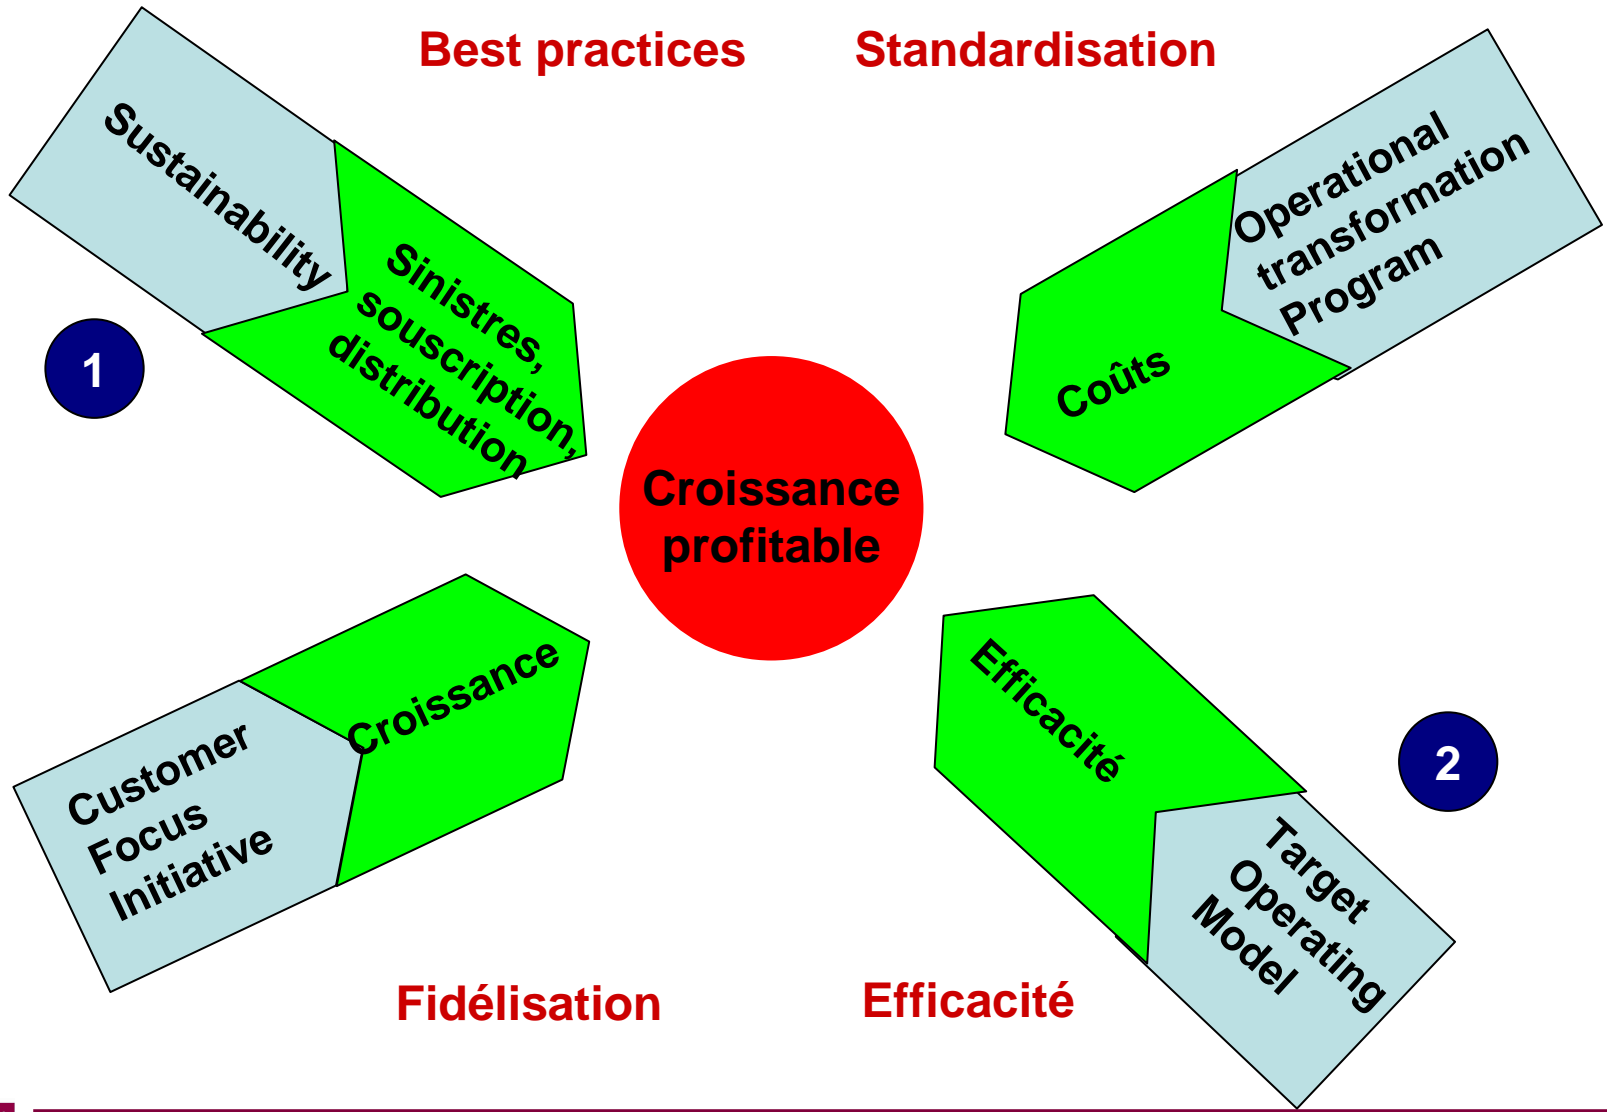 Best practices
Standardisation
Sustainability
Sinistres,
souscription,
distribution
Operational
transformation
Program
Coûts
1
Croissance
profitable
Customer
Focus
Initiative
Croissance
Efficacité
Target
Operating
Model
2
Fidélisation
Efficacité